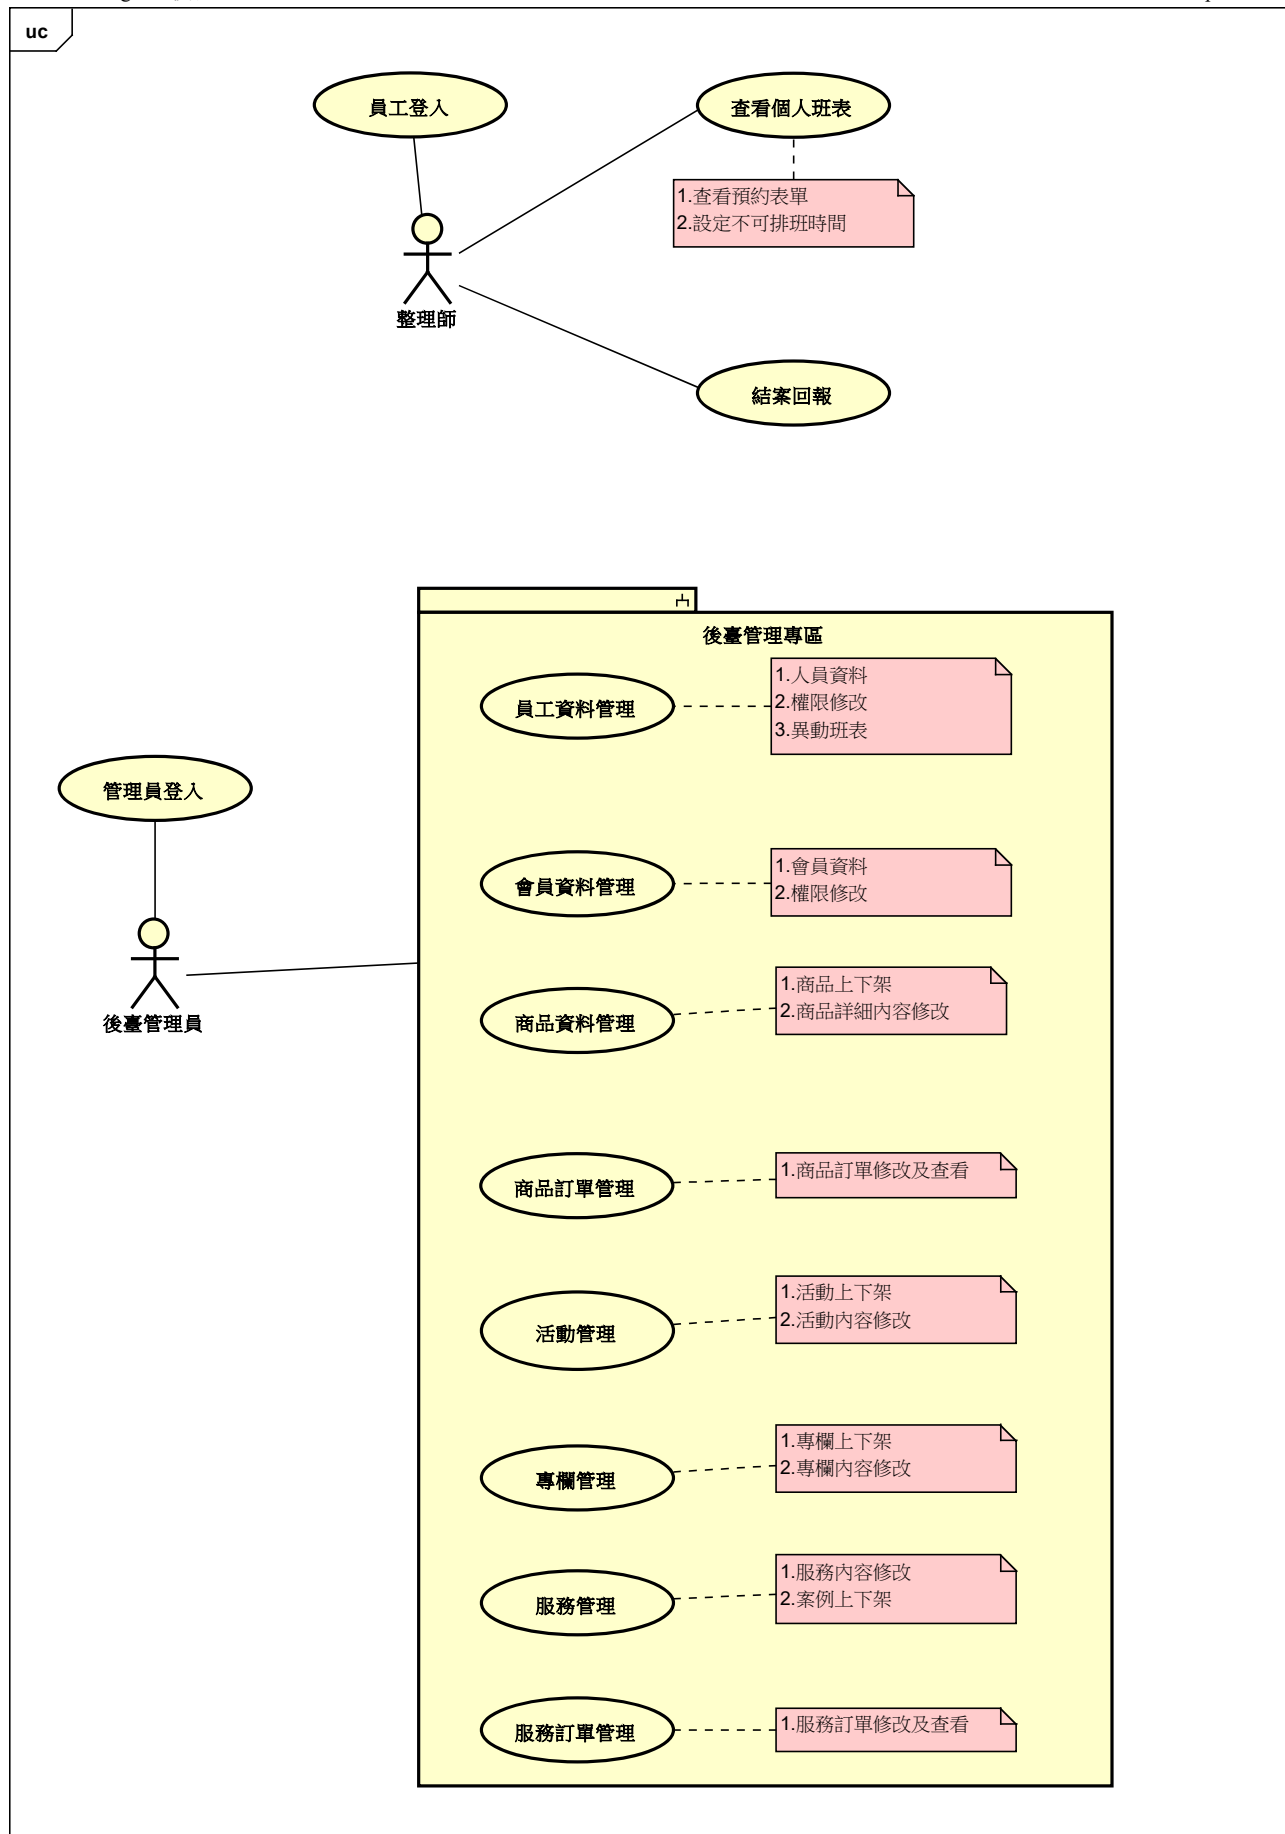 uc
員工登入
查看個人班表
1.查看預約表單
2.設定不可排班時間
整理師
結案回報
後臺管理專區
員工資料管理
1.人員資料
2.權限修改
3.異動班表
管理員登入
會員資料管理
1.會員資料
2.權限修改
後臺管理員
商品資料管理
1.商品上下架
2.商品詳細內容修改
商品訂單管理
1.商品訂單修改及查看
活動管理
1.活動上下架
2.活動內容修改
專欄管理
1.專欄上下架
2.專欄內容修改
服務管理
1.服務內容修改
2.案例上下架
服務訂單管理
1.服務訂單修改及查看